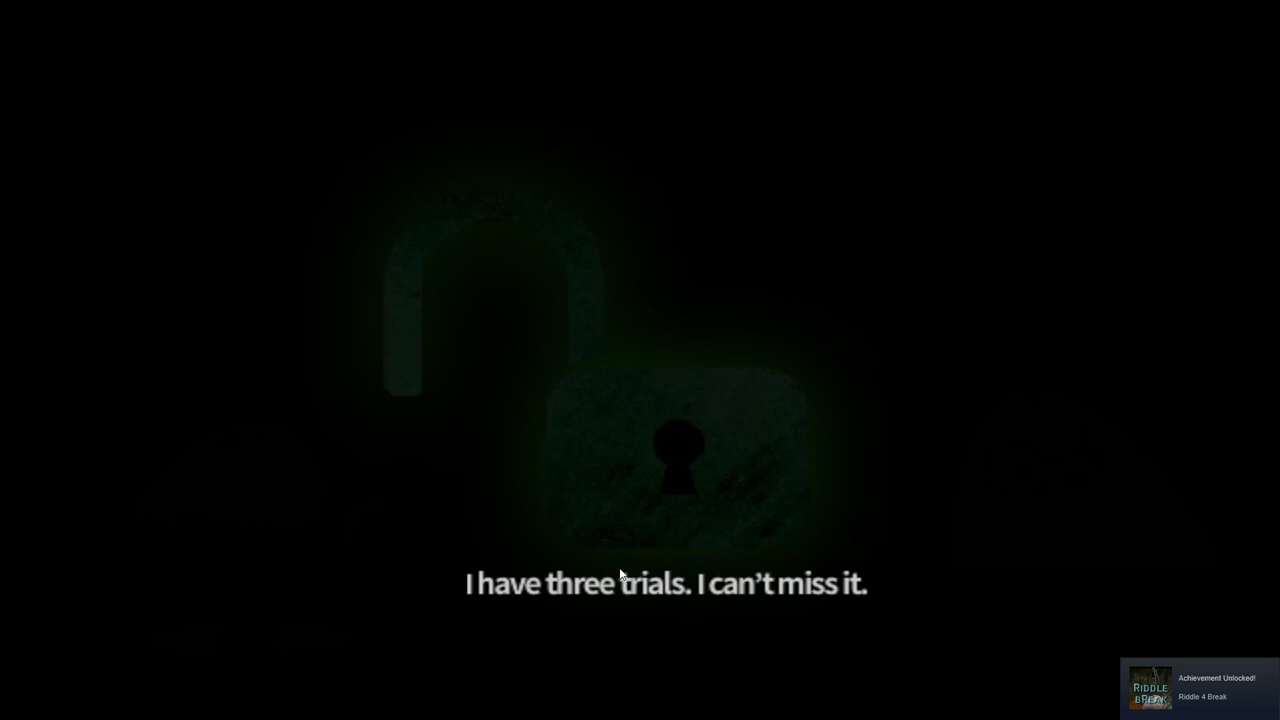 I have three trials. I can’t miss it.
Achievement Unlocked!
RIDDLE
bREAK
Riddle 4 Break